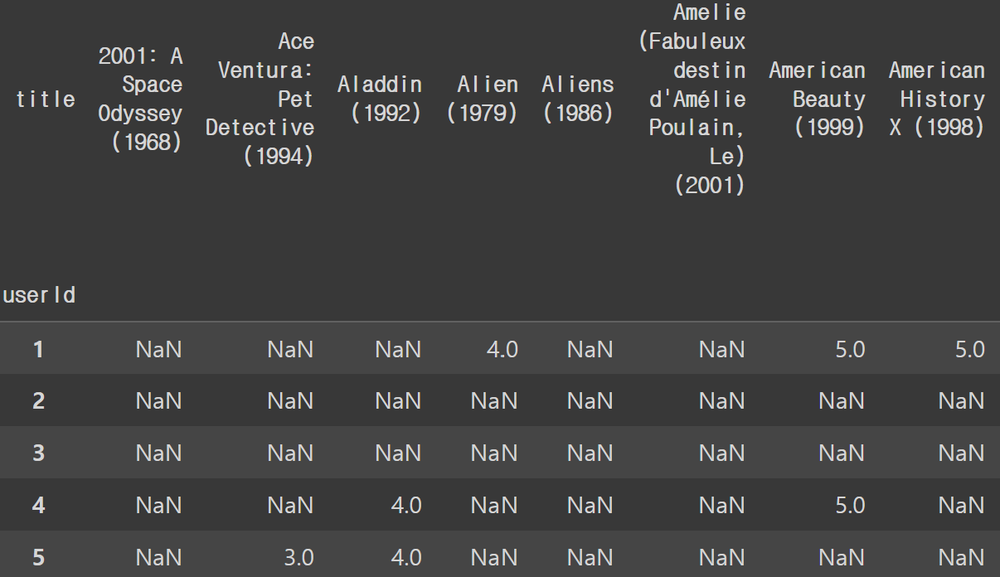 title 2001: A Space Odyssey (1968) Ace Ventura: Pet Detective (1994) Aladdin (1992) Alien (1979) Aliens (1986) Amelie (Fabuleux destin d'Amélie Poulain, Le) (2001) American Beauty (1999) American History X (1998)
userId
1 NaN NaN NaN 4.0 NaN NaN 5.0 5.0
2 NaN NaN NaN NaN NaN NaN NaN NaN
3 NaN NaN NaN NaN NaN NaN NaN NaN
4 NaN NaN 4.0 NaN NaN NaN 5.0 NaN
5 NaN 3.0 4.0 NaN NaN NaN NaN NaN